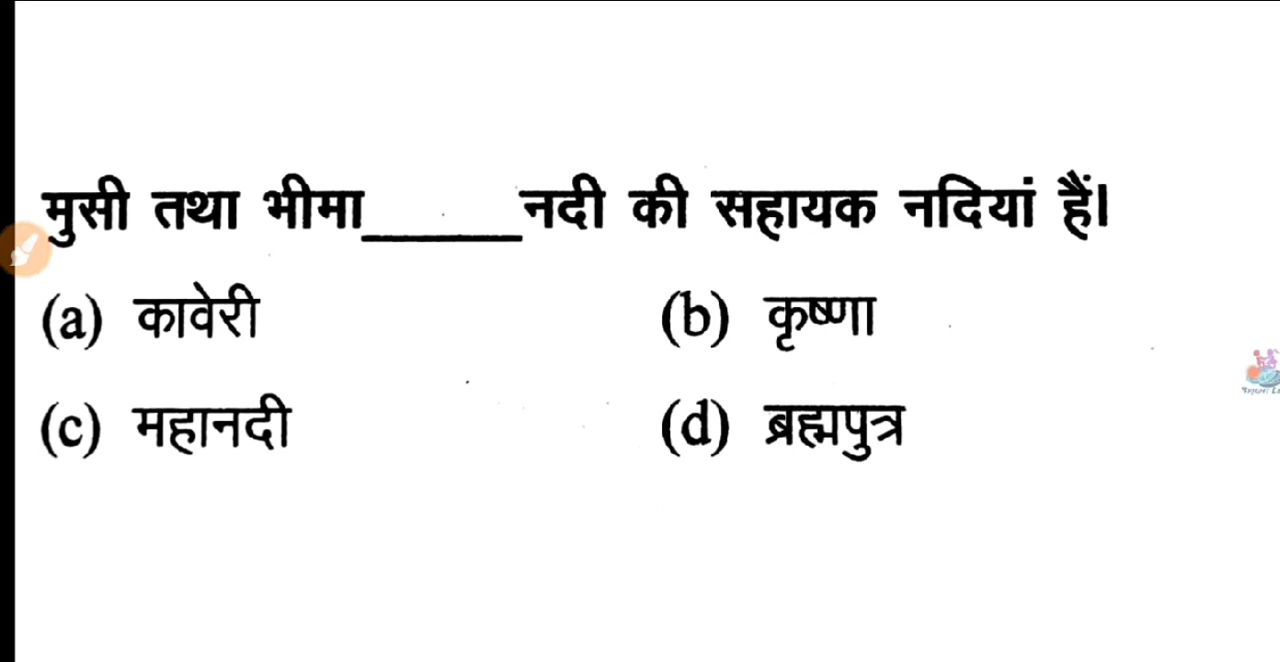 मुसी तथा भीमा______नदी की सहायक नदियां हैं।
(a) कावेरी (b) कृष्णा
(c) महानदी (d) ब्रह्मपुत्र